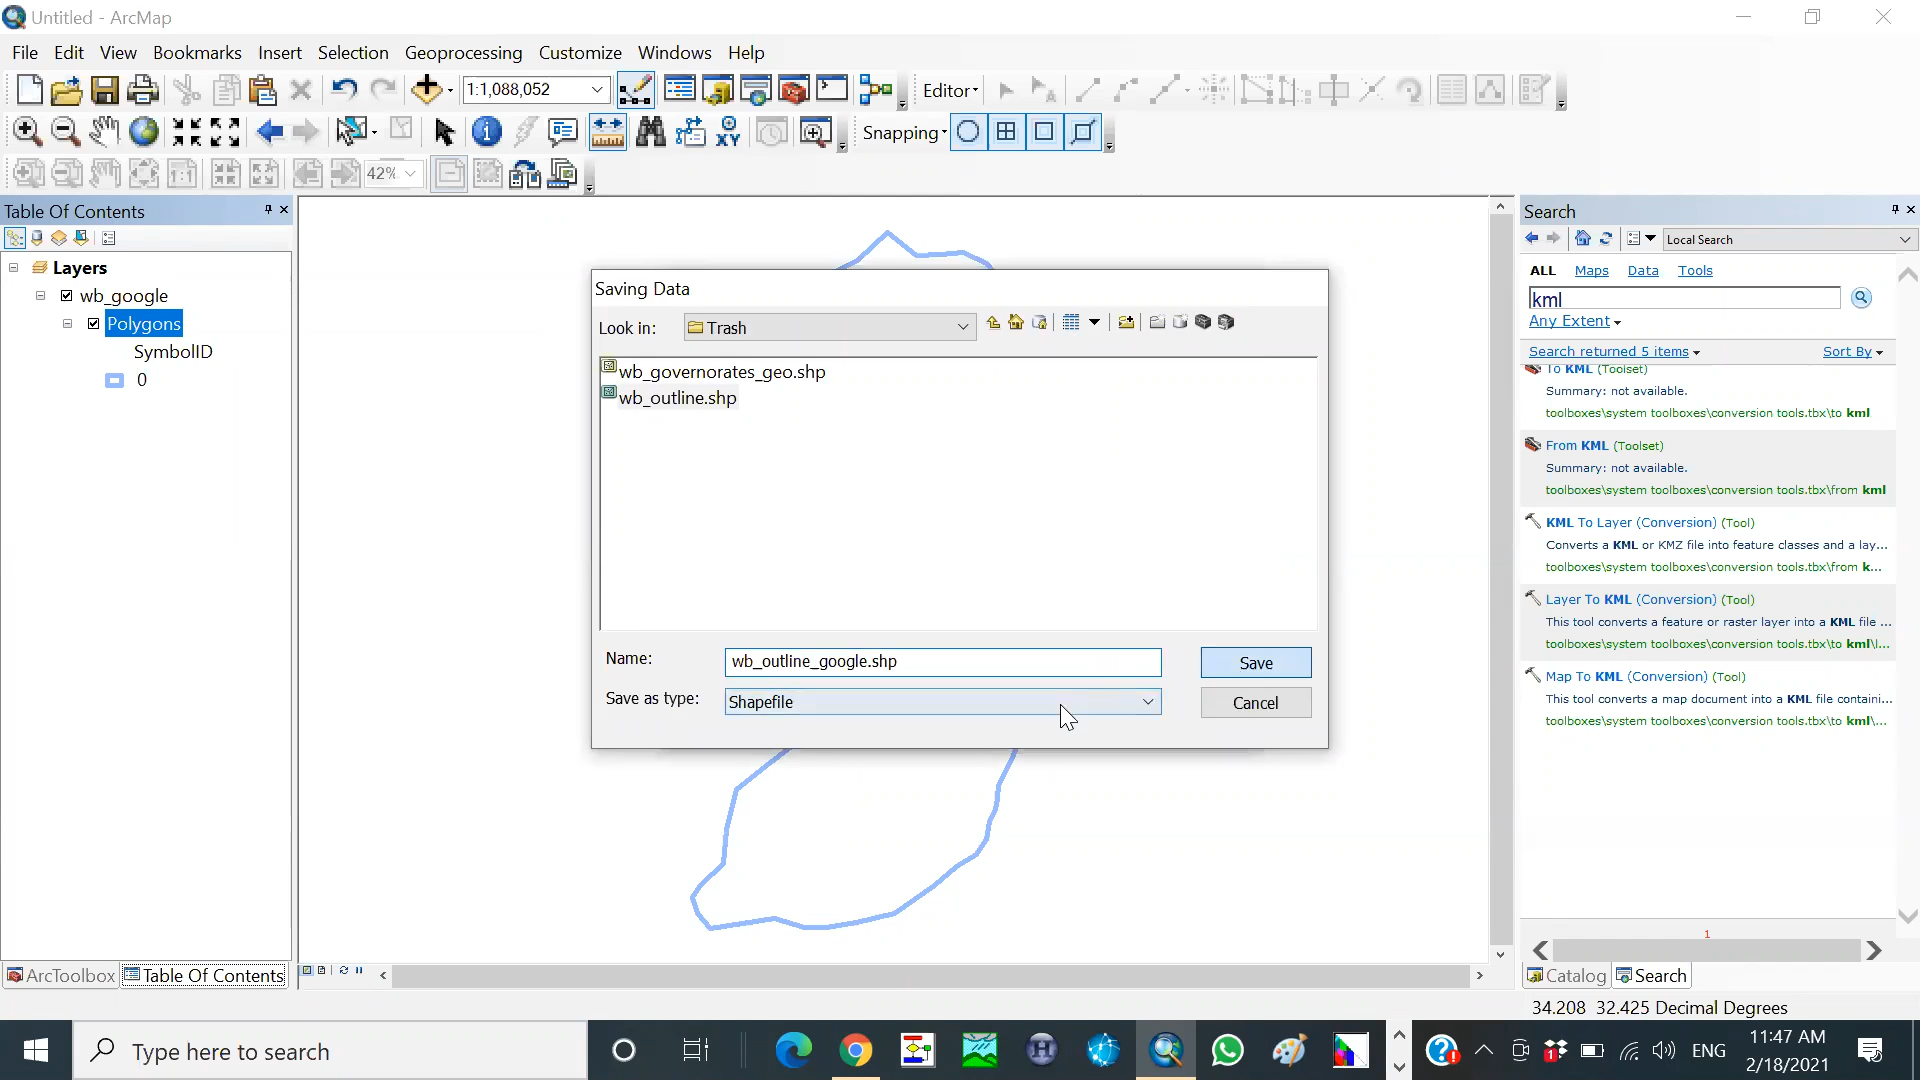 Untitled - ArcMap
File Edit View Bookmarks Insert Selection Geoprocessing Customize Windows Help
1:1,088,052
Editor
Snapping
42%
Table Of Contents
Layers
wb_google
Polygons
SymbolID
0
Saving Data
Look in:
Trash
wb_governorates_geo.shp
wb_outline.shp
Name:
wb_outline_google.shp
Save
Save as type:
Shapefile
Cancel
Search
Local Search
ALL Maps Data Tools
kml
Any Extent
Search returned 5 items
Sort By
To KML (Toolset)
Summary: not available.
toolboxes\system toolboxes\conversion tools.tbx\to kml
From KML (Toolset)
Summary: not available.
toolboxes\system toolboxes\conversion tools.tbx\from kml
KML To Layer (Conversion) (Tool)
Converts a KML or KMZ file into feature classes and a lay...
toolboxes\system toolboxes\conversion tools.tbx\from k...
Layer To KML (Conversion) (Tool)
This tool converts a feature or raster layer into a KML file ...
toolboxes\system toolboxes\conversion tools.tbx\to kml\l...
Map To KML (Conversion) (Tool)
This tool converts a map document into a KML file containi...
toolboxes\system toolboxes\conversion tools.tbx\to kml\...
1
ArcToolbox
Table Of Contents
Catalog
Search
34.208 32.425 Decimal Degrees
Type here to search
ENG
11:47 AM
2/18/2021